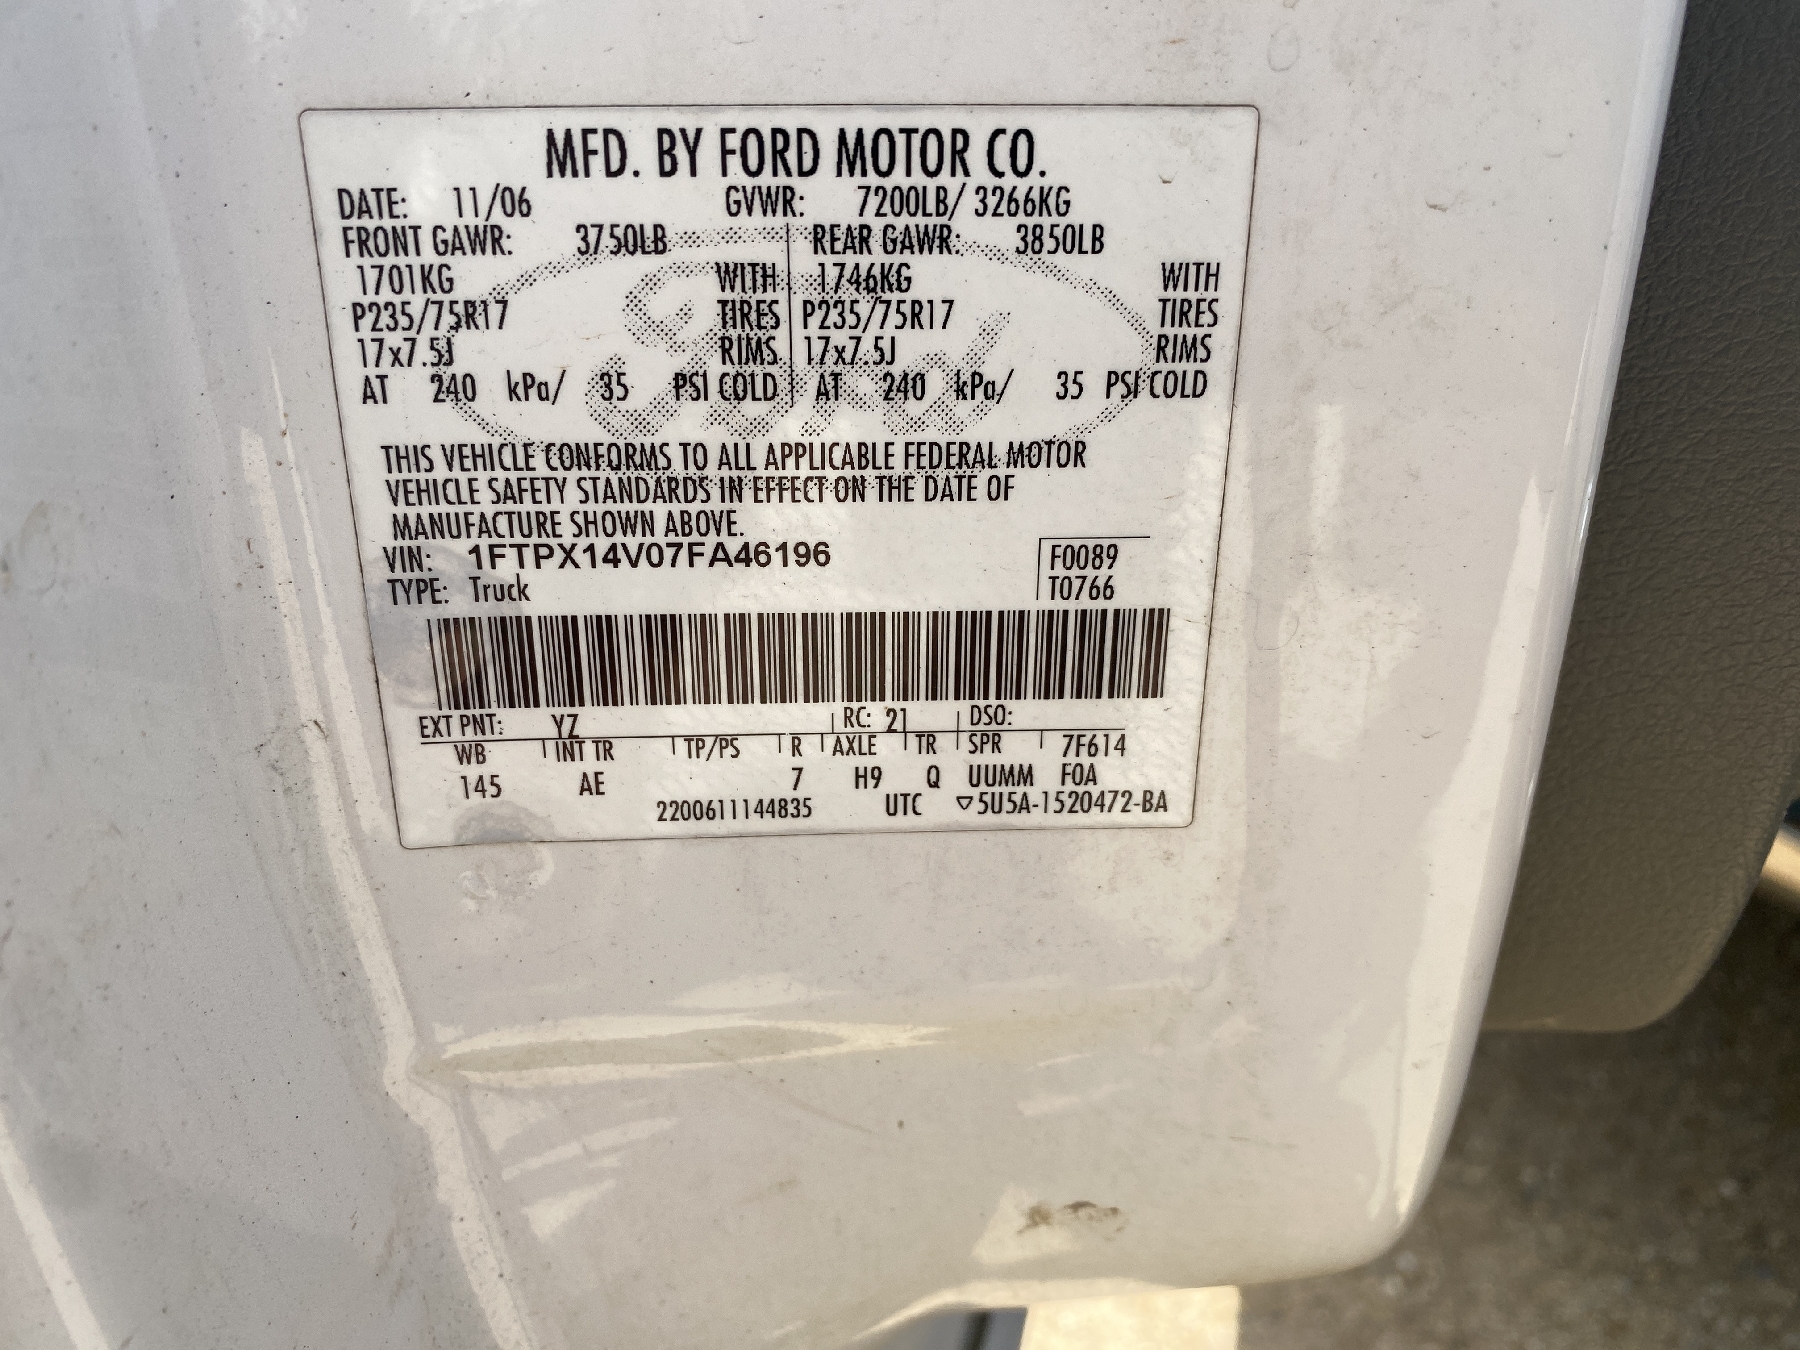 MFD. BY FORD MOTOR CO.
DATE: 11/06 GVWR: 7200LB/ 3266KG
FRONT GAWR: 3750LB REAR GAWR: 3850LB
1701KG WITH 1746KG WITH
P235/75R17 TIRES P235/75R17 TIRES
17x7.5J RIMS 17x7.5J RIMS
AT 240 kPa/ 35 PSI COLD AT 240 kPa/ 35 PSI COLD
Ford
THIS VEHICLE CONFORMS TO ALL APPLICABLE FEDERAL MOTOR
VEHICLE SAFETY STANDARDS IN EFFECT ON THE DATE OF
MANUFACTURE SHOWN ABOVE.
VIN: 1FTPX14V07FA46196 F0089
TYPE: Truck T0766
EXT PNT: YZ RC: 21 DSO:
WB INT TR TP/PS R AXLE TR SPR 7F614
145 AE 7 H9 Q UUMM FOA
2200611144835 UTC ▽5U5A-1520472-BA